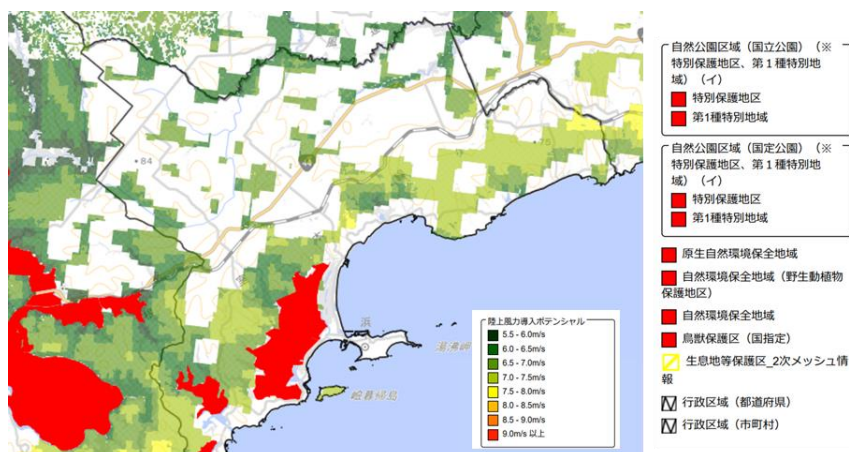 自然公園区域（国立公園）（※
特別保護地区、第１種特別地
域）（イ）
特別保護地区
第1種特別地域
自然公園区域（国定公園）（※
特別保護地区、第１種特別地
域）（イ）
特別保護地区
第1種特別地域
原生自然環境保全地域
自然環境保全地域（野生動植物
保護地区）
自然環境保全地域
鳥獣保護区（国指定）
生息地等保護区_2次メッシュ情
報
行政区域（都道府県）
行政区域（市町村）
陸上風力導入ポテンシャル
5.5 - 6.0m/s
6.0 - 6.5m/s
6.5 - 7.0m/s
7.0 - 7.5m/s
7.5 - 8.0m/s
8.0 - 8.5m/s
8.5 - 9.0m/s
9.0m/s 以上
84
44
浜
湯沸岬
嶮暮帰島